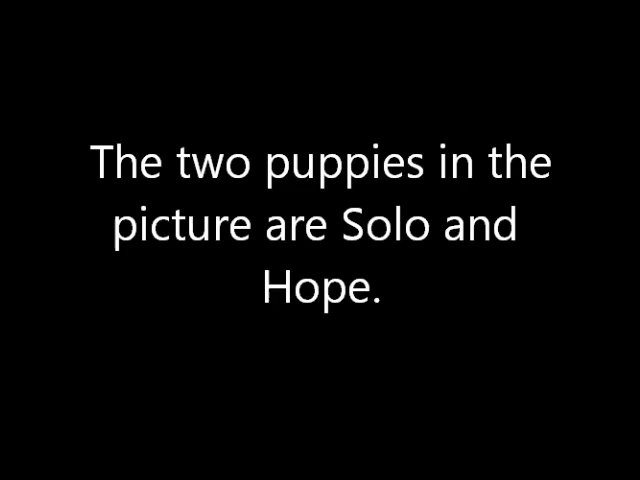 The two puppies in the
picture are Solo and
Hope.